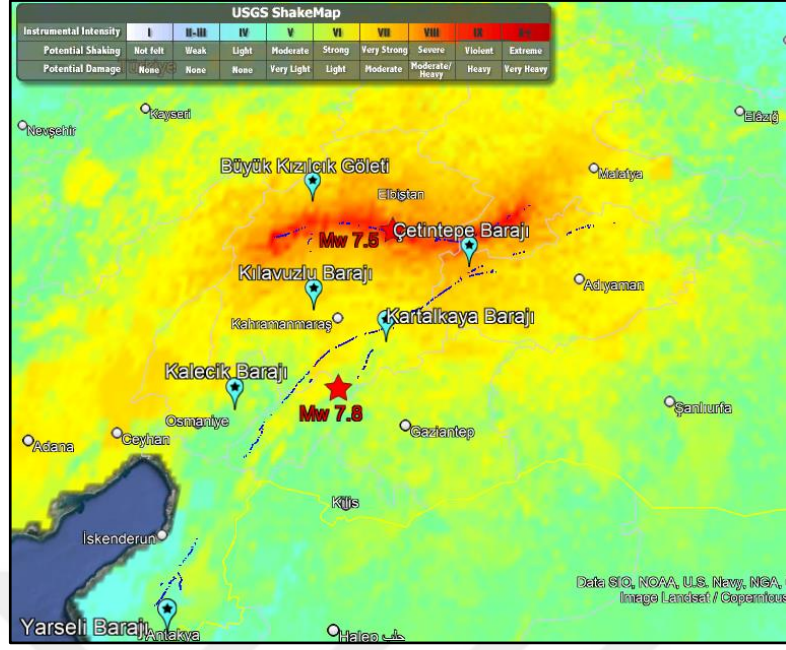 USGS ShakeMap
Instrumental Intensity I II-III IV V VI VII VIII IX X+
Potential Shaking Not felt Weak Light Moderate Strong Very Strong Severe Violent Extreme
Potential Damage None None None Very Light Light Moderate Moderate/
Heavy Heavy Very Heavy
Kayseri
Elâzığ
Nevşehir
Büyük Kızılcık Göleti
Malatya
Elbistan
Mw 7.5
Çetintepe Barajı
Kılavuzlu Barajı
Adıyaman
Kahramanmaraş
Kartalkaya Barajı
Kalecik Barajı
Mw 7.8
Şanlıurfa
Osmaniye
Gaziantep
Ceyhan
Adana
Kilis
İskenderun
Data SIO, NOAA, U.S. Navy, NGA,
Image Landsat / Copernicus
Yarseli Barajı
Antakya
Halep حلب